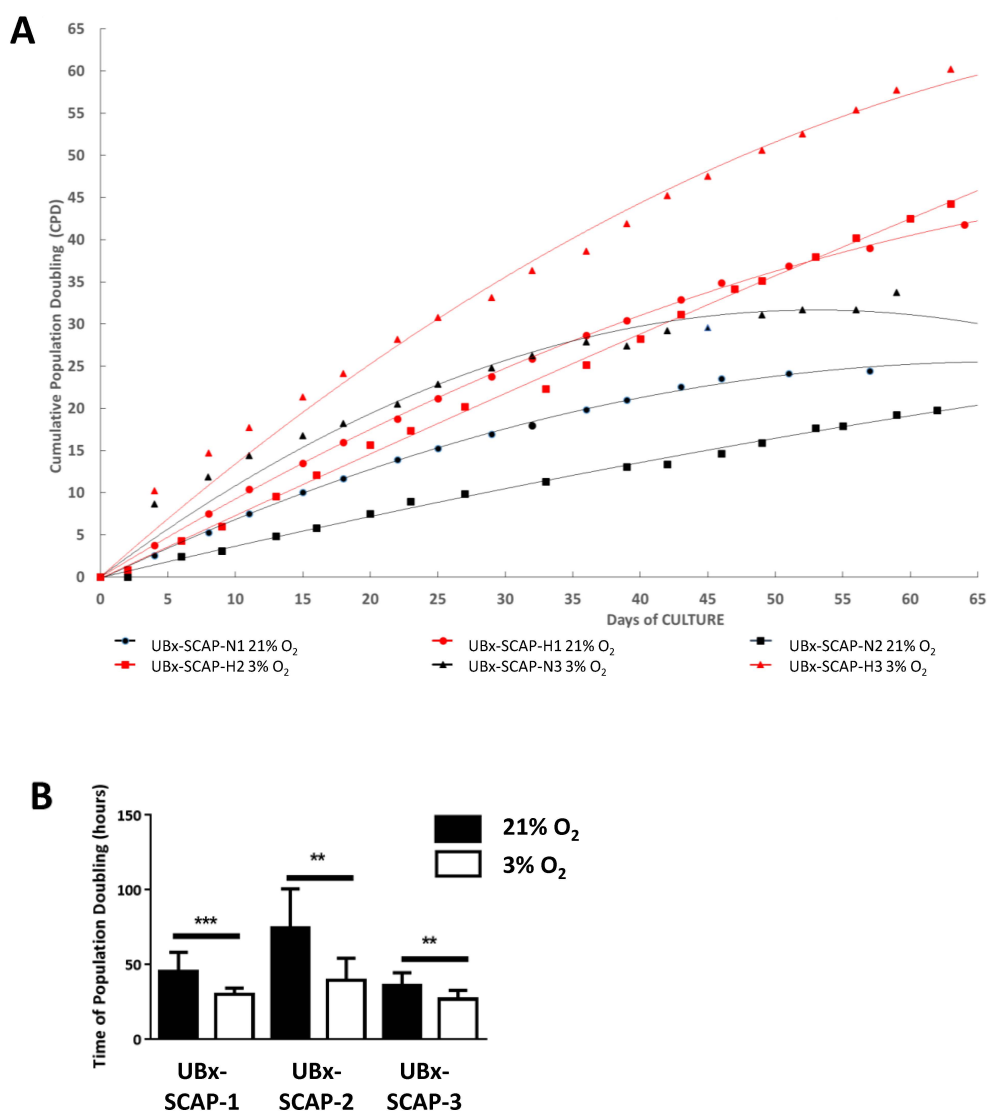 A
65
60
55
50
45
40
35
30
25
20
15
10
5
0
Cumulative Population Doubling (CPD)
0 5 10 15 20 25 30 35 40 45 50 55 60 65
Days of CULTURE
UBx-SCAP-N1 21% O₂ UBx-SCAP-H1 21% O₂ UBx-SCAP-N2 21% O₂
UBx-SCAP-H2 3% O₂ UBx-SCAP-N3 3% O₂ UBx-SCAP-H3 3% O₂
B
Time of Population Doubling (hours)
150
100
50
0
***
**
**
21% O₂
3% O₂
UBx-
SCAP-1
UBx-
SCAP-2
UBx-
SCAP-3